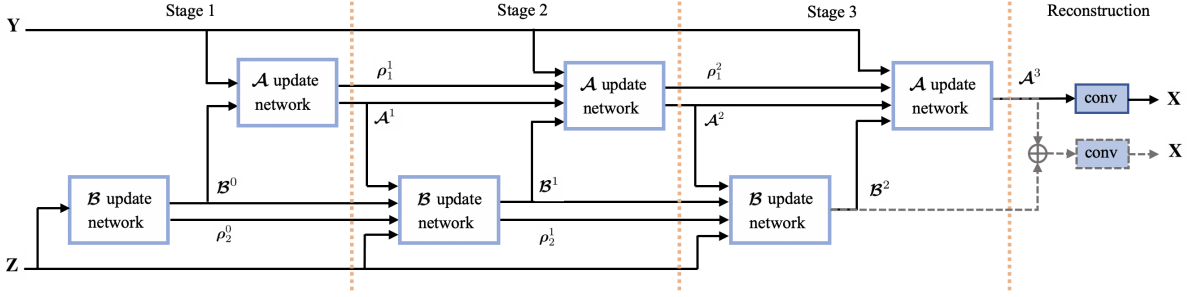 Stage 1
Stage 2
Stage 3
Reconstruction
Y
𝓐 update
network
ρ₁¹
𝓐¹
𝓐 update
network
ρ₁²
𝓐²
𝓐 update
network
𝓐³
conv
X
conv
X
𝓑 update
network
𝓑⁰
ρ₂⁰
𝓑 update
network
𝓑¹
ρ₂¹
𝓑 update
network
𝓑²
Z